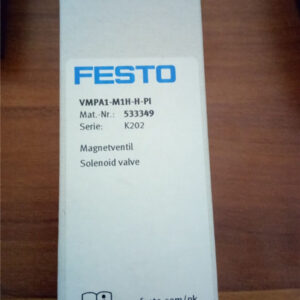 FESTO
VMPA1-M1H-H-PI
Mat.-Nr.: 533349
Serie: K202
Magnetventil
Solenoid valve